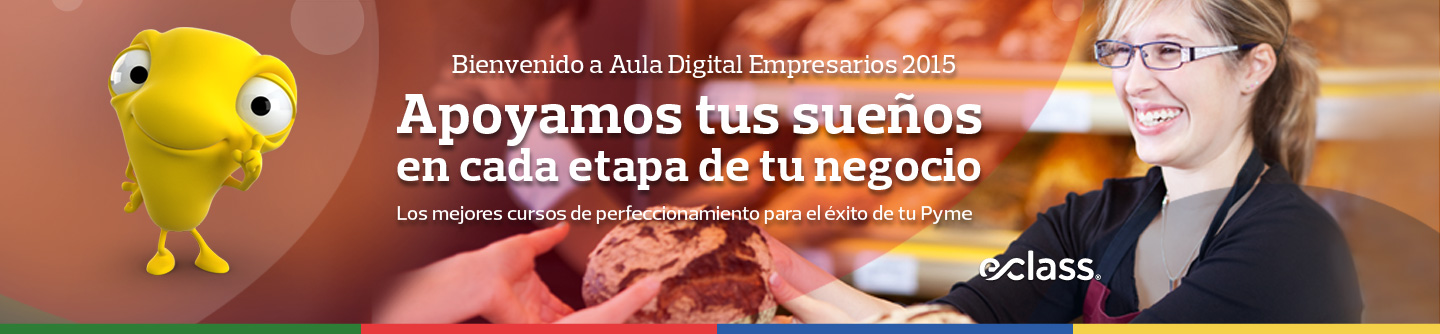 Bienvenido a Aula Digital Empresarios 2015
Apoyamos tus sueños
en cada etapa de tu negocio
Los mejores cursos de perfeccionamiento para el éxito de tu Pyme
eclass®